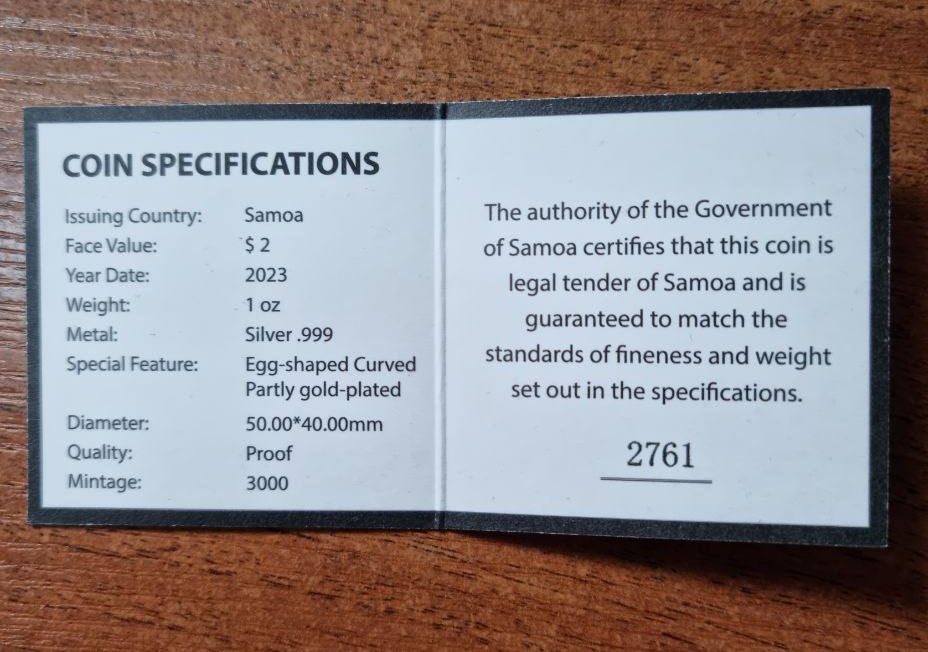 COIN SPECIFICATIONS
Issuing Country: Samoa
Face Value: $ 2
Year Date: 2023
Weight: 1 oz
Metal: Silver .999
Special Feature: Egg-shaped Curved
Partly gold-plated
Diameter: 50.00*40.00mm
Quality: Proof
Mintage: 3000
The authority of the Government
of Samoa certifies that this coin is
legal tender of Samoa and is
guaranteed to match the
standards of fineness and weight
set out in the specifications.
2761